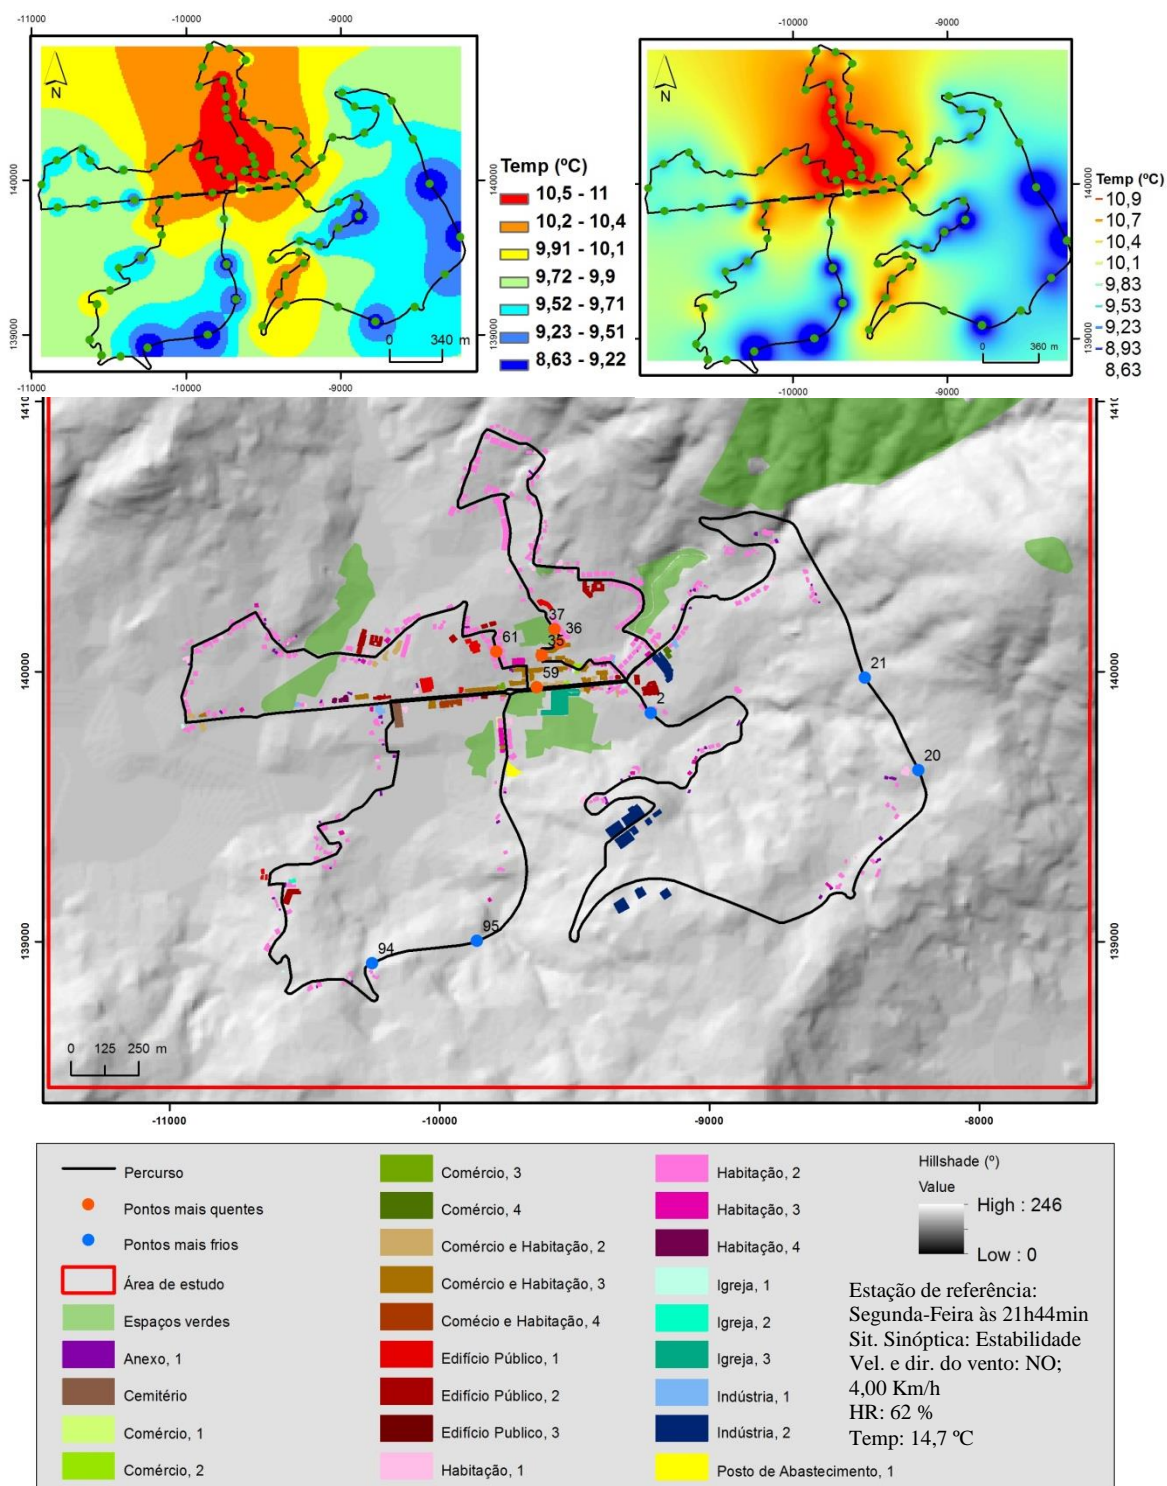 -11000
-10000
-9000
N
140000
139000
0 340 m
-11000
-10000
-9000
Temp (ºC)
10,5 - 11
10,2 - 10,4
9,91 - 10,1
9,72 - 9,9
9,52 - 9,71
9,23 - 9,51
8,63 - 9,22
-10000
-9000
N
140000
139000
0 360 m
-10000
-9000
Temp (ºC)
10,9
10,7
10,4
10,1
9,83
9,53
9,23
8,93
8,63
140000
139000
140000
139000
37
36
35
61
59
2
21
20
95
94
0 125 250 m
-11000
-10000
-9000
-8000
Percurso
Pontos mais quentes
Pontos mais frios
Área de estudo
Espaços verdes
Anexo, 1
Cemitério
Comércio, 1
Comércio, 2
Comércio, 3
Comércio, 4
Comércio e Habitação, 2
Comércio e Habitação, 3
Comécio e Habitação, 4
Edifício Público, 1
Edifício Público, 2
Edifício Publico, 3
Habitação, 1
Habitação, 2
Habitação, 3
Habitação, 4
Igreja, 1
Igreja, 2
Igreja, 3
Indústria, 1
Indústria, 2
Posto de Abastecimento, 1
Hillshade (º)
Value
High : 246
Low : 0
Estação de referência:
Segunda-Feira às 21h44min
Sit. Sinóptica: Estabilidade
Vel. e dir. do vento: NO;
4,00 Km/h
HR: 62 %
Temp: 14,7 ºC